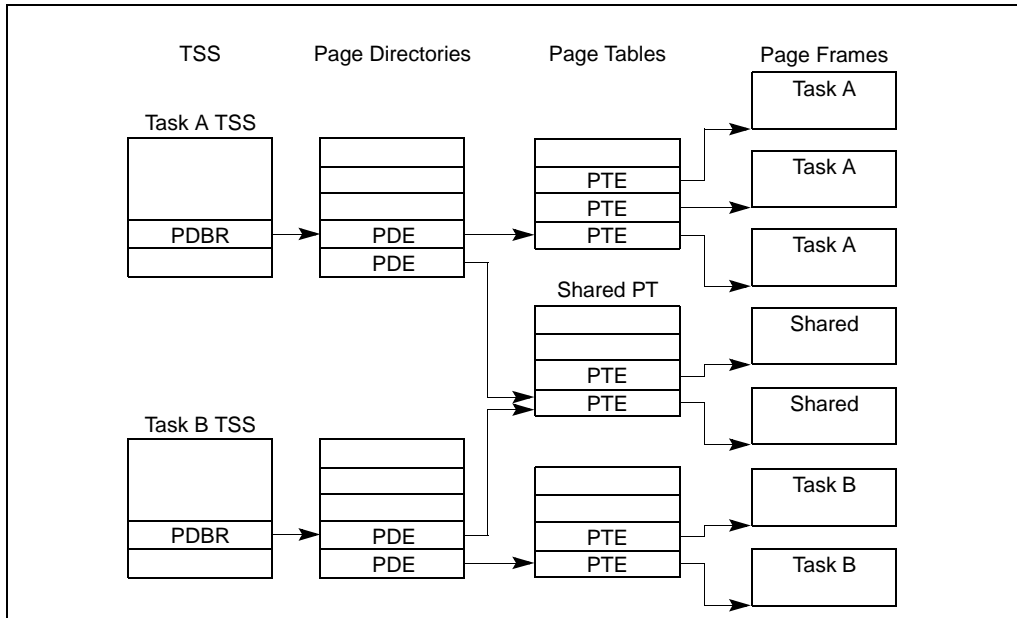 TSS Page Directories Page Tables Page Frames
Task A
Task A TSS
Task A
PTE
PTE
PDBR PDE PTE
Task A
PDE
Shared PT
Shared
PTE
PTE
Shared
Task B TSS
Task B
PDBR PDE PTE
PDE PTE
Task B